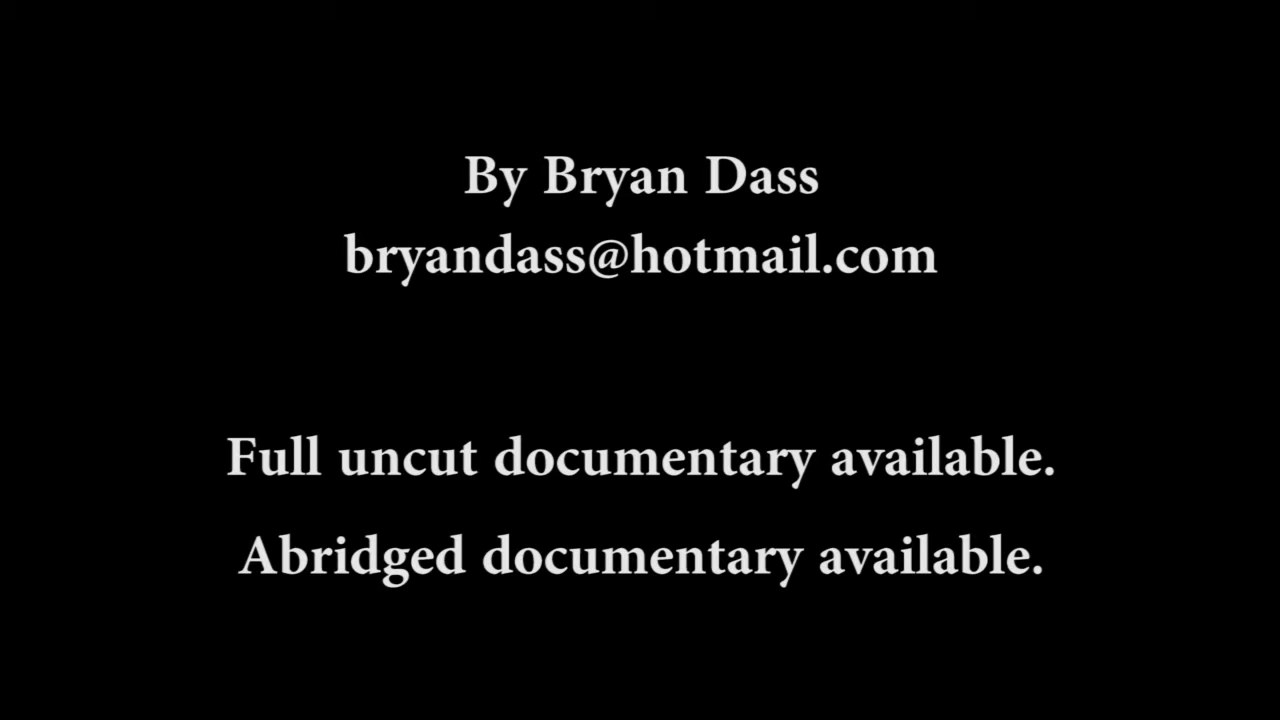 By Bryan Dass
bryandass@hotmail.com
Full uncut documentary available.
Abridged documentary available.